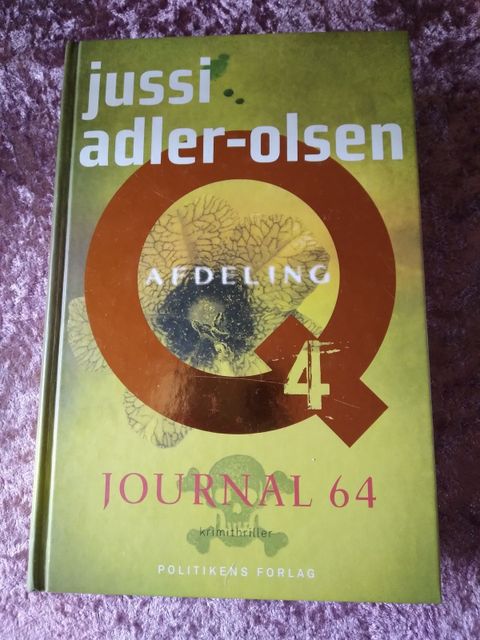 jussi
adler-olsen
Q
AFDELING
4
JOURNAL 64
krimithriller
POLITIKENS FORLAG